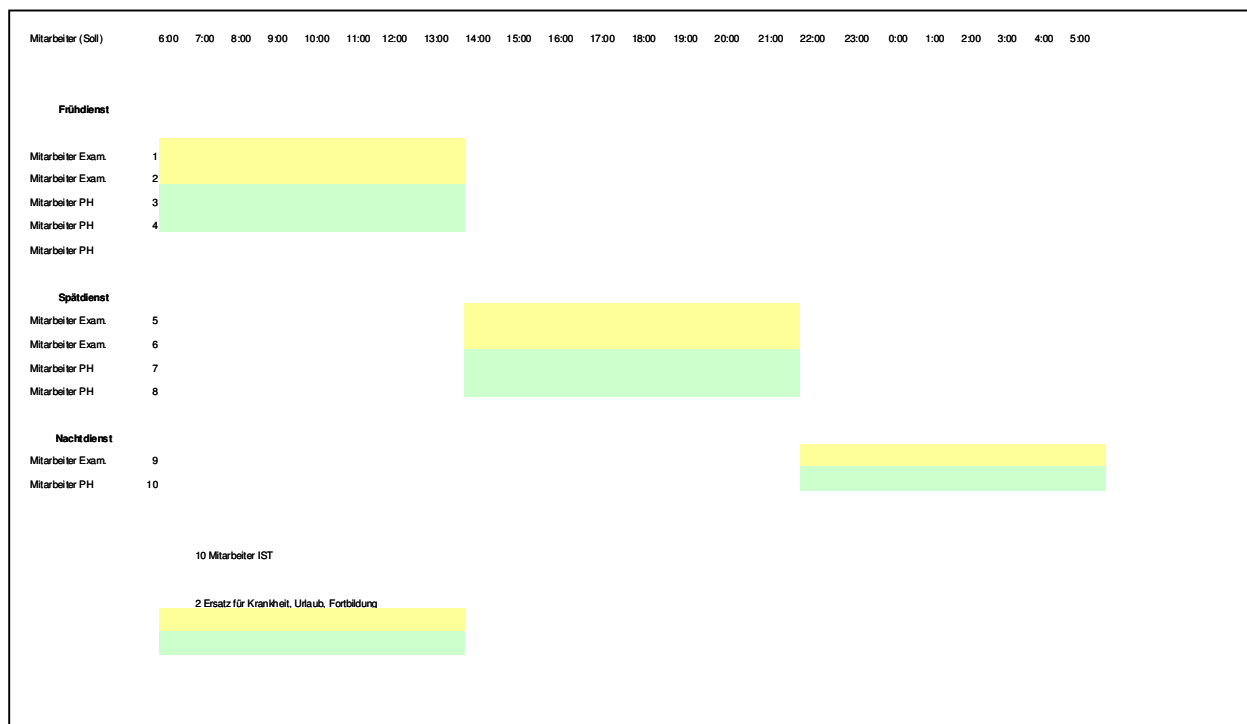 Mitarbeiter (Soll) 6:00 7:00 8:00 9:00 10:00 11:00 12:00 13:00 14:00 15:00 16:00 17:00 18:00 19:00 20:00 21:00 22:00 23:00 0:00 1:00 2:00 3:00 4:00 5:00
Frühdienst
Mitarbeiter Exam. 1
Mitarbeiter Exam. 2
Mitarbeiter PH 3
Mitarbeiter PH 4
Mitarbeiter PH
Spätdienst
Mitarbeiter Exam. 5
Mitarbeiter Exam. 6
Mitarbeiter PH 7
Mitarbeiter PH 8
Nachtdienst
Mitarbeiter Exam. 9
Mitarbeiter PH 10
10 Mitarbeiter IST
2 Ersatz für Krankheit, Urlaub, Fortbildung